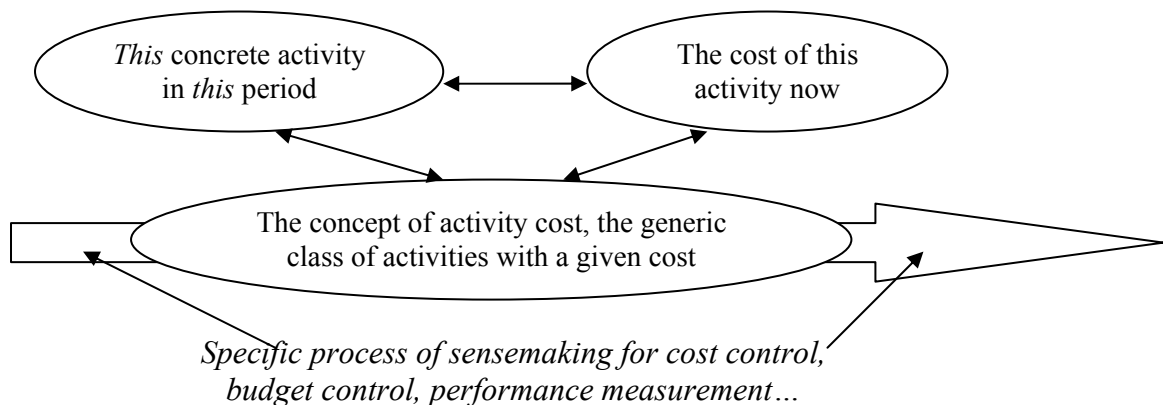 This concrete activity
in this period
The cost of this
activity now
The concept of activity cost, the generic
class of activities with a given cost
Specific process of sensemaking for cost control,
budget control, performance measurement…